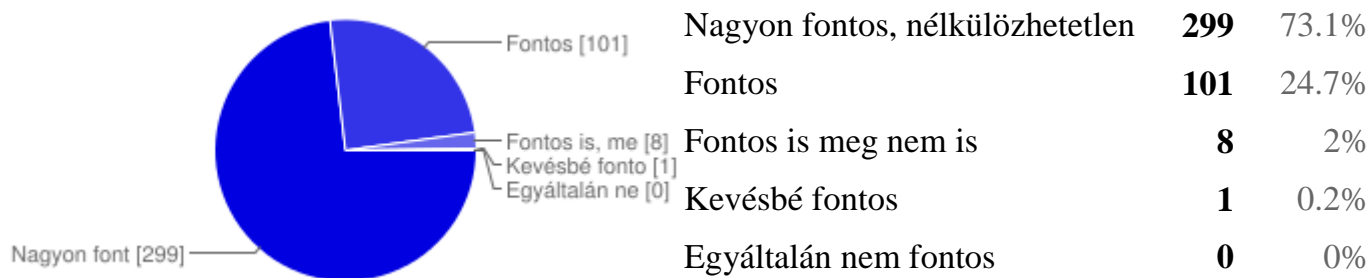 Fontos [101]
Fontos is, me [8]
Kevésbé fonto [1]
Egyáltalán ne [0]
Nagyon font [299]
Nagyon fontos, nélkülözhetetlen 299 73.1%
Fontos 101 24.7%
Fontos is meg nem is 8 2%
Kevésbé fontos 1 0.2%
Egyáltalán nem fontos 0 0%